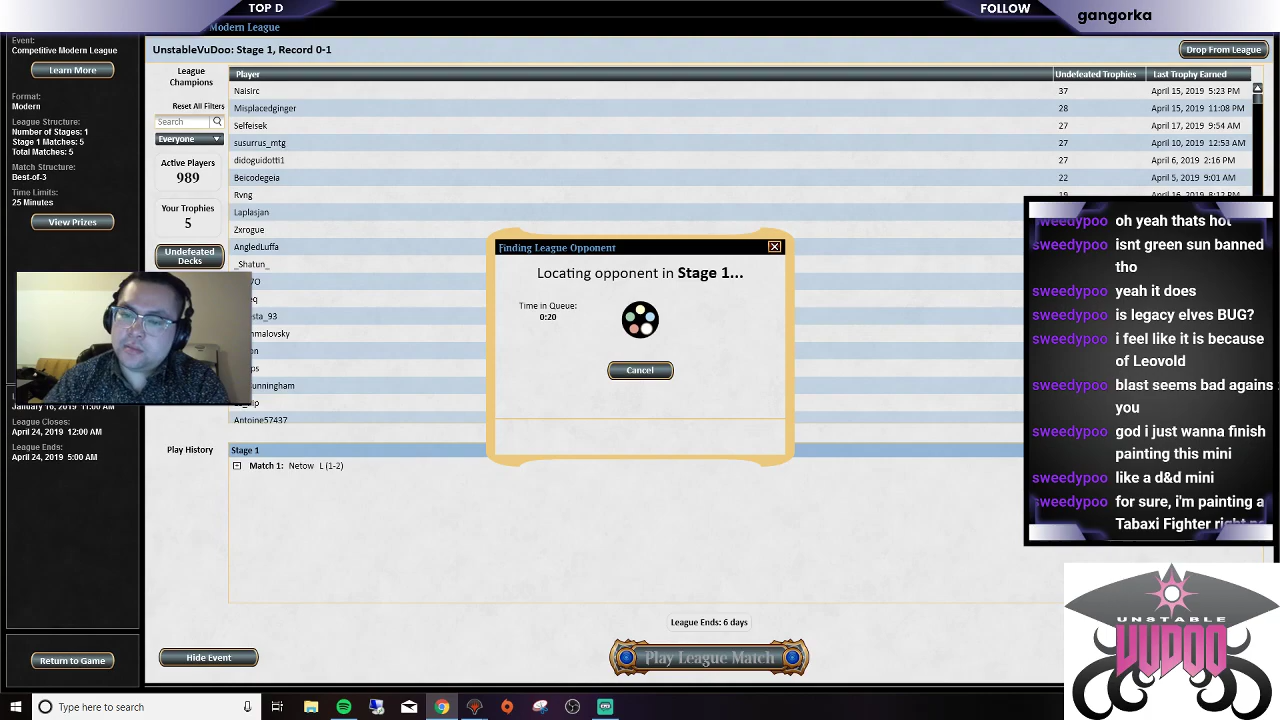 TOP D
FOLLOW
gangorka
Modern League
Event:
Competitive Modern League
Learn More
Format:
Modern
League Structure:
Number of Stages: 1
Stage 1 Matches: 5
Total Matches: 5
Match Structure:
Best-of-3
Time Limits:
25 Minutes
View Prizes
January 16, 2019 11:00 AM
League Closes:
April 24, 2019 12:00 AM
League Ends:
April 24, 2019 5:00 AM
Return to Game
UnstableVuDoo: Stage 1, Record 0-1
Drop From League
League
Champions
Reset All Filters
Search
Everyone
Active Players
989
Your Trophies
5
Undefeated
Decks
Player Undefeated Trophies Last Trophy Earned
Nalsirc 37 April 15, 2019 5:23 PM
Misplacedginger 28 April 15, 2019 11:08 PM
Selfeisek 27 April 17, 2019 9:54 AM
susurrus_mtg 27 April 10, 2019 12:53 AM
didoguidotti1 27 April 6, 2019 2:16 PM
Beicodegeia 22 April 5, 2019 9:01 AM
Rvng 19 April 16, 2019 8:12 PM
Laplasjan
Zxrogue
AngledLuffa
_Shatun_
Antoine57437
Finding League Opponent
Locating opponent in Stage 1...
Time in Queue:
0:20
Cancel
Play History
Stage 1
Match 1: Netow L (1-2)
League Ends: 6 days
Hide Event
Play League Match
sweedypoo oh yeah thats hot
sweedypoo isnt green sun banned
tho
sweedypoo yeah it does
sweedypoo is legacy elves BUG?
sweedypoo i feel like it is because
of Leovold
sweedypoo blast seems bad agains
you
sweedypoo god i just wanna finish
painting this mini
sweedypoo like a d&d mini
sweedypoo for sure, i'm painting a
Tabaxi Fighter right
UNSTABLE
VUDOO
Type here to search